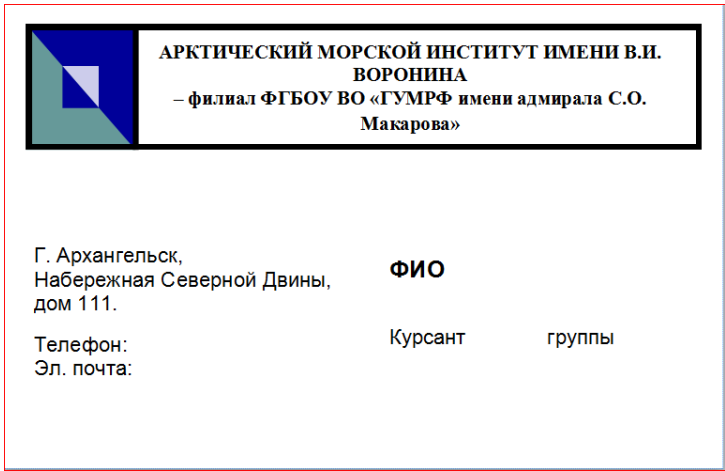 АРКТИЧЕСКИЙ МОРСКОЙ ИНСТИТУТ ИМЕНИ В.И.
ВОРОНИНА
– филиал ФГБОУ ВО «ГУМРФ имени адмирала С.О.
Макарова»
Г. Архангельск,
Набережная Северной Двины,
дом 111.
Телефон:
Эл. почта:
ФИО
Курсант группы